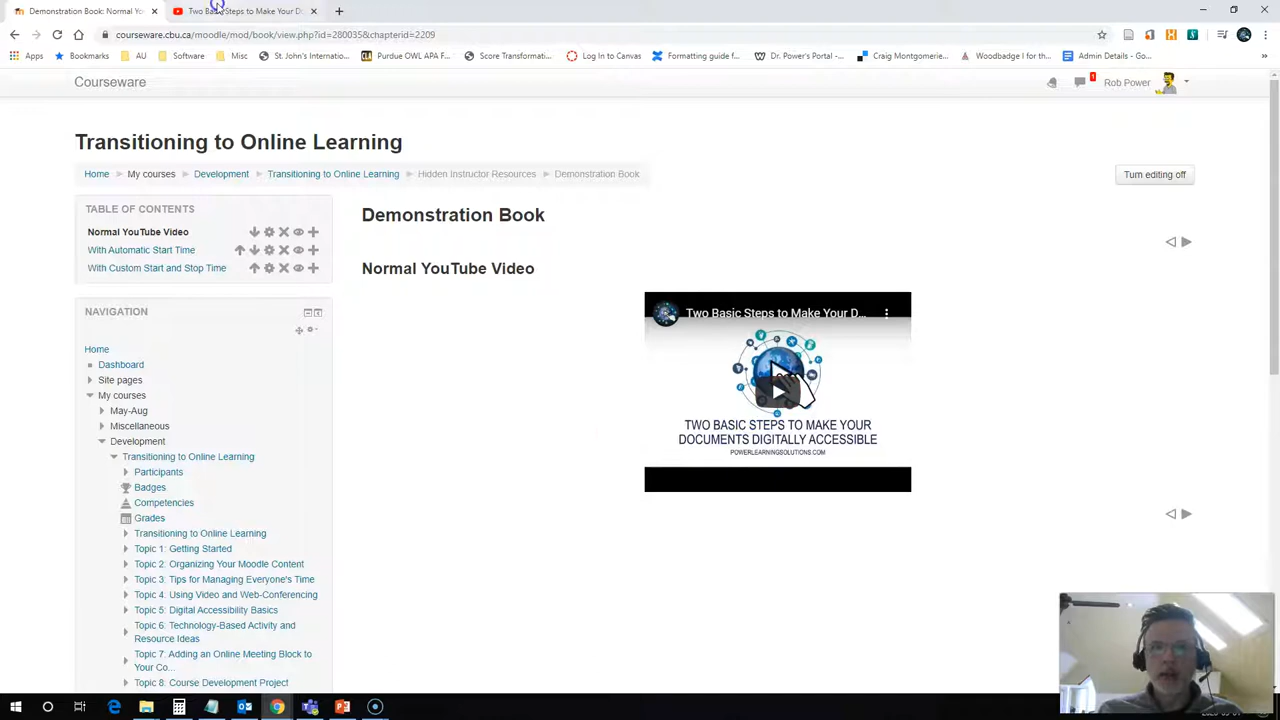 Demonstration Book: Normal Yo
Two Basic Steps to Make Your D
courseware.cbu.ca/moodle/mod/book/view.php?id=280035&chapterid=2209
Apps Bookmarks AU Software Misc St. John's Internatio... Purdue OWL APA F... Score Transformatio... Log In to Canvas Formatting guide f... Dr. Power's Portfolio -... Craig Montgomerie... Woodbadge I for th... Admin Details - Go... »
Courseware
1
Rob Power
Transitioning to Online Learning
Home ► My courses ► Development ► Transitioning to Online Learning ► Hidden Instructor Resources ► Demonstration Book
Turn editing off
TABLE OF CONTENTS
Normal YouTube Video
With Automatic Start Time
With Custom Start and Stop Time
Demonstration Book
Normal YouTube Video
Two Basic Steps to Make Your D...
TWO BASIC STEPS TO MAKE YOUR
DOCUMENTS DIGITALLY ACCESSIBLE
POWERLEARNINGSOLUTIONS.COM
NAVIGATION
Home
Dashboard
Site pages
My courses
May-Aug
Miscellaneous
Development
Transitioning to Online Learning
Participants
Badges
Competencies
Grades
Transitioning to Online Learning
Topic 1: Getting Started
Topic 2: Organizing Your Moodle Content
Topic 3: Tips for Managing Everyone's Time
Topic 4: Using Video and Web-Conferencing
Topic 5: Digital Accessibility Basics
Topic 6: Technology-Based Activity and
Resource Ideas
Topic 7: Adding an Online Meeting Block to
Your Co...
Topic 8: Course Development Project